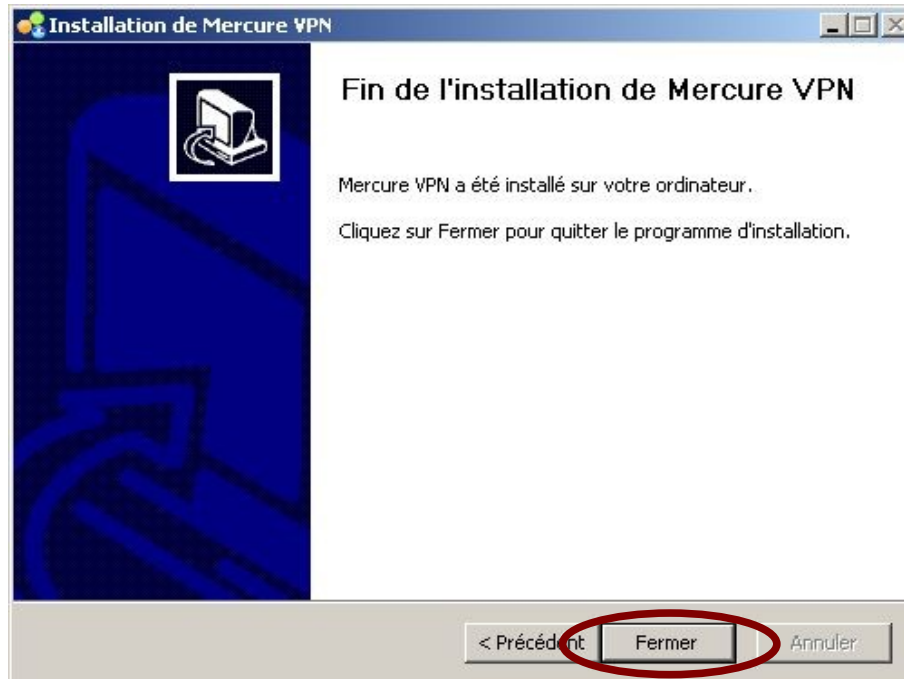 Installation de Mercure VPN
Fin de l'installation de Mercure VPN
Mercure VPN a été installé sur votre ordinateur.
Cliquez sur Fermer pour quitter le programme d'installation.
< Précédent
Fermer
Annuler